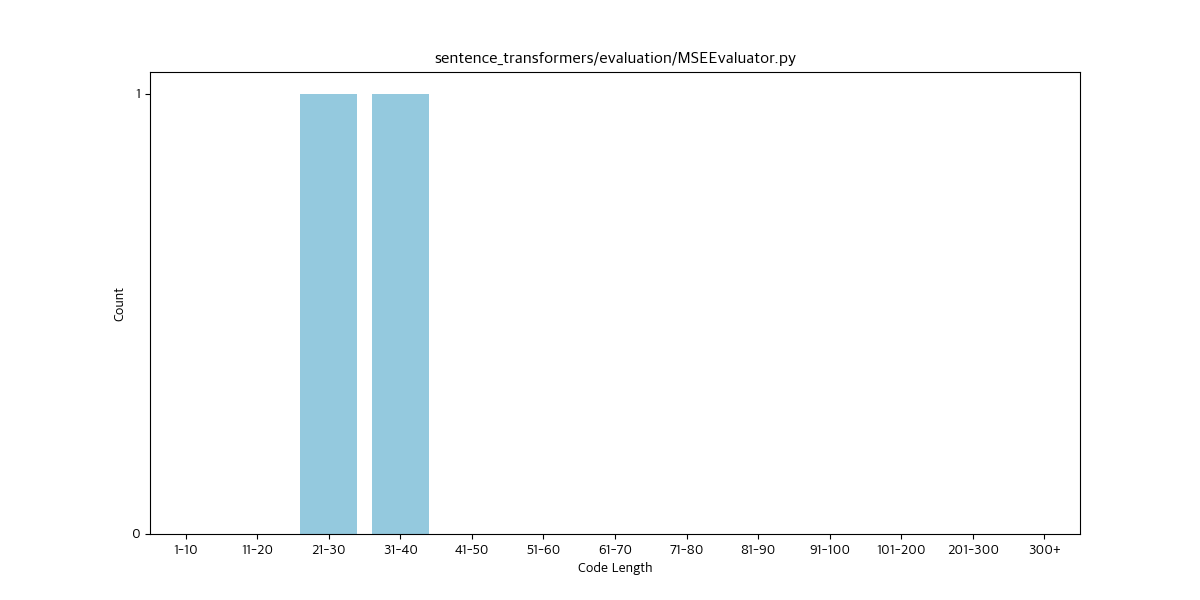 sentence_transformers/evaluation/MSEEvaluator.py
1
Count
0
1-10 11-20 21-30 31-40 41-50 51-60 61-70 71-80 81-90 91-100 101-200 201-300 300+
Code Length